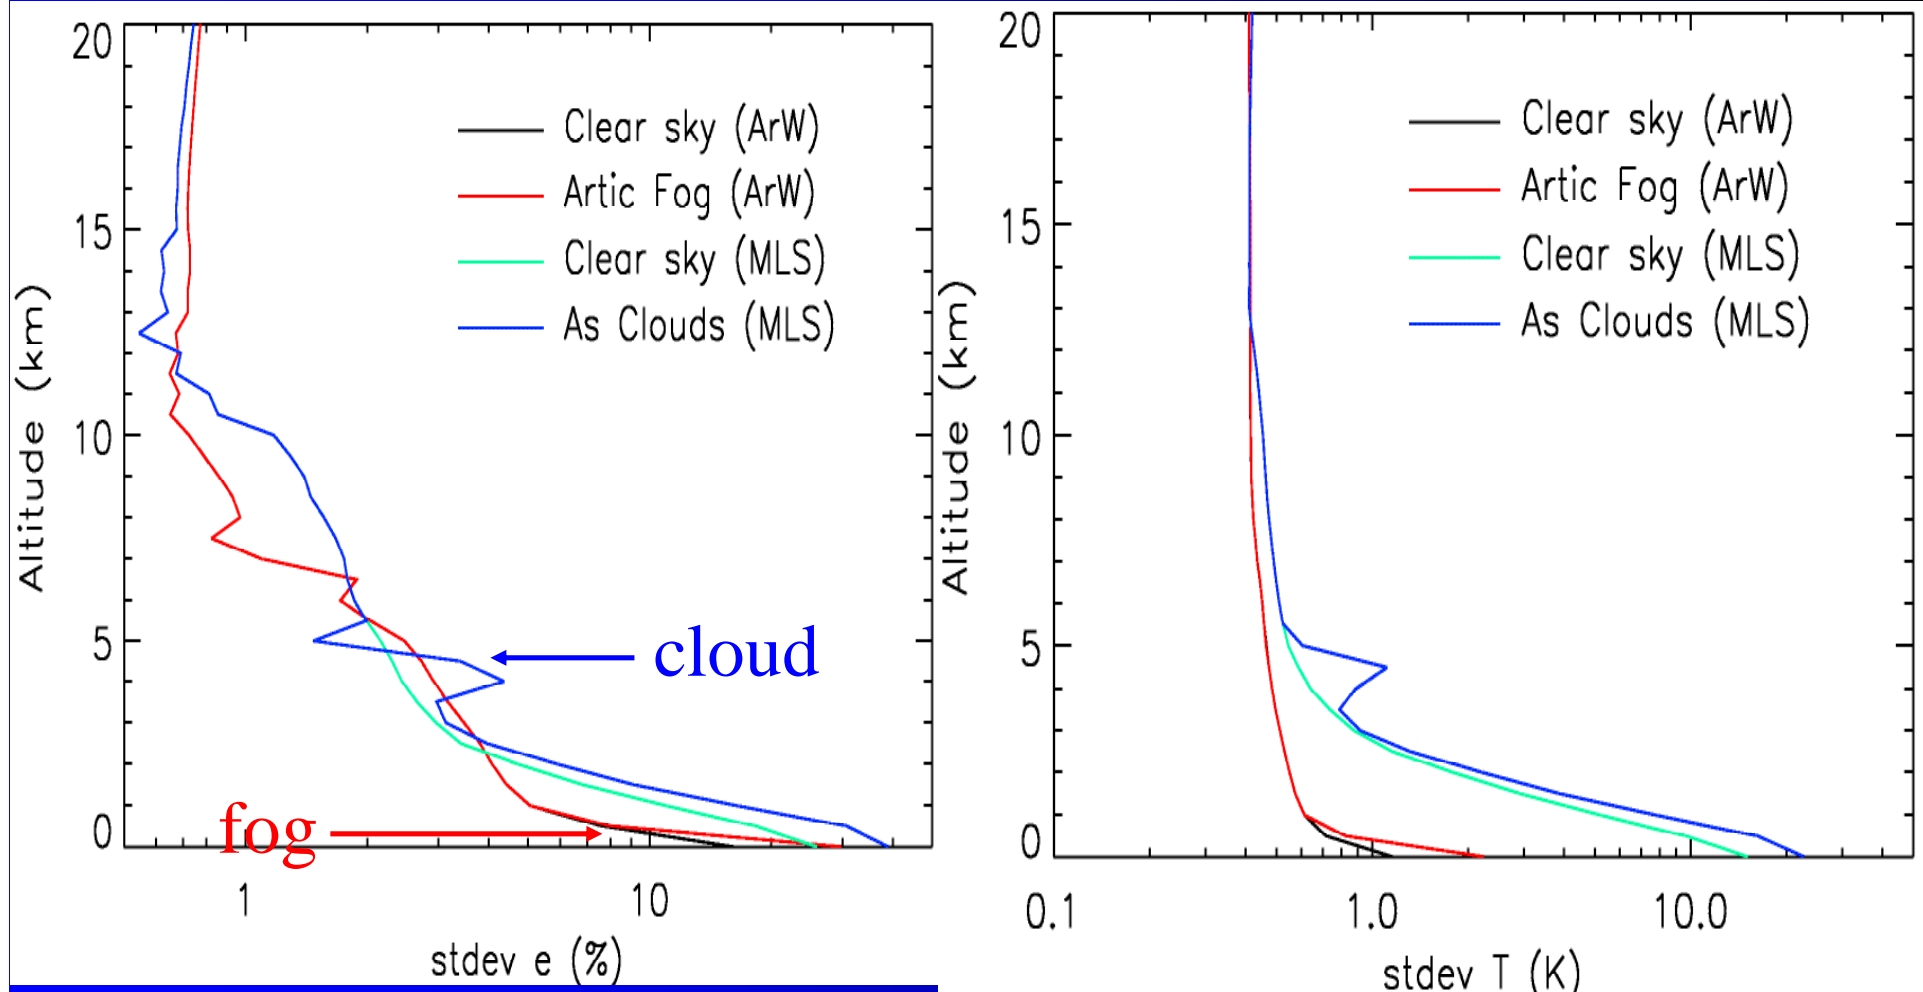 20
15
10
5
0
Altitude (km)
Clear sky (ArW)
Artic Fog (ArW)
Clear sky (MLS)
As Clouds (MLS)
cloud
fog
1
10
stdev e (%)
20
15
10
5
0
Altitude (km)
Clear sky (ArW)
Artic Fog (ArW)
Clear sky (MLS)
As Clouds (MLS)
0.1
1.0
10.0
stdev T (K)